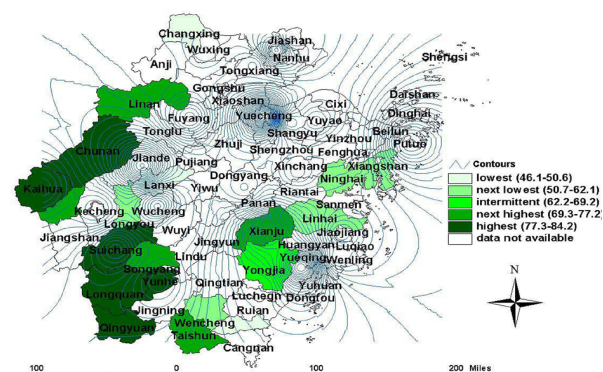 Changxing
Wuxing
Jiashan
Nanhu
Shengsi
Anji
Tongxiang
Gongshu
Daishan
Linan
Xiaoshan
Cixi
Dinghai
Fuyang
Yuecheng
Yuyao
Tonglu
Shangyu
Beilun
Yinzhou
Putuo
Chunan
Zhuji
Shengzhou
Fenghua
Jiande
Pujiang
Xinchang
Xiangshan
Kaihua
Lanxi
Dongyang
Ninghai
Yiwu
Riantai
Kecheng
Wucheng
Panan
Sanmen
Longyou
Linhai
Jiangshan
Wuyi
Xianju
Jiaojiang
Suichang
Jingyun
Huangyan
Luqiao
Lindu
Yueqing
Wenling
Songyang
Yongjia
Yunhe
Qingtian
Yuhuan
Longquan
Lucheqn
Dongtou
Jingning
Ruian
Qingyuan
Wencheng
Taishun
Cangnan
Contours
lowest (46.1-50.6)
next lowest (50.7-62.1)
intermittent (62.2-69.2)
next highest (69.3-77.2)
highest (77.3-84.2)
data not available
N
100 0 100 200 Miles